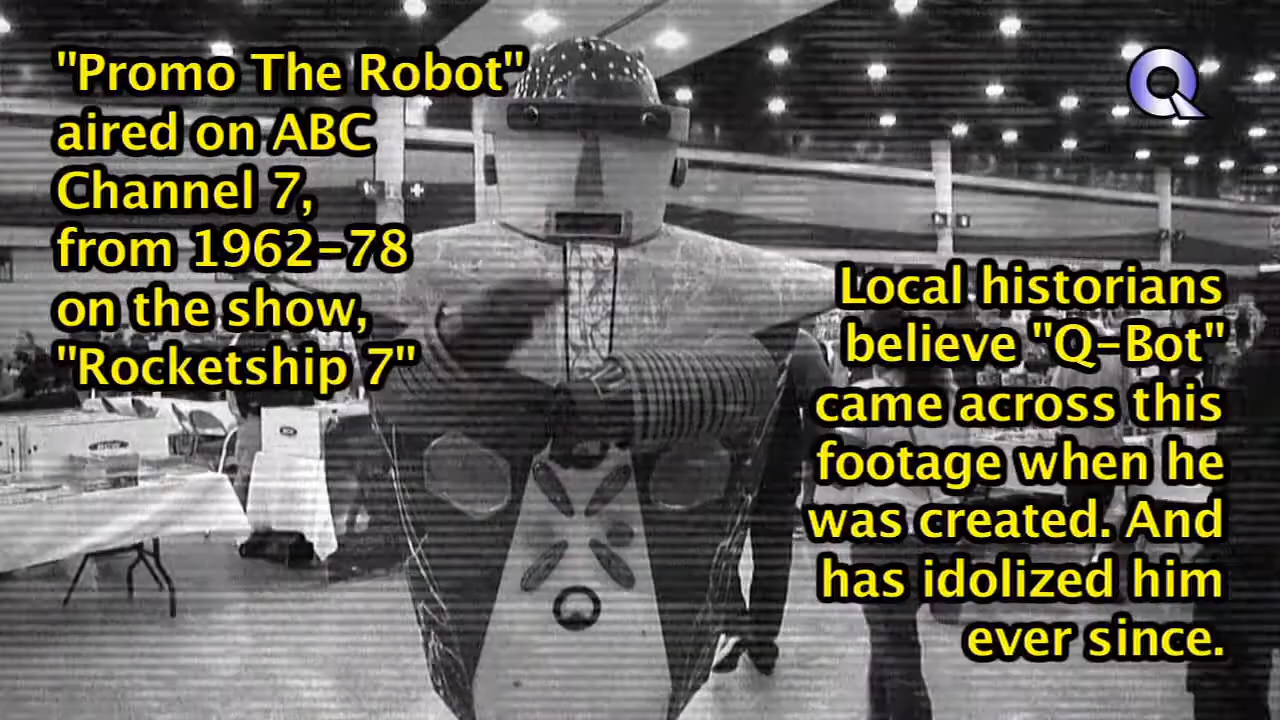 "Promo The Robot"
aired on ABC
Channel 7,
from 1962-78
on the show,
"Rocketship 7"
Q
Local historians
believe "Q-Bot"
came across this
footage when he
was created. And
has idolized him
ever since.